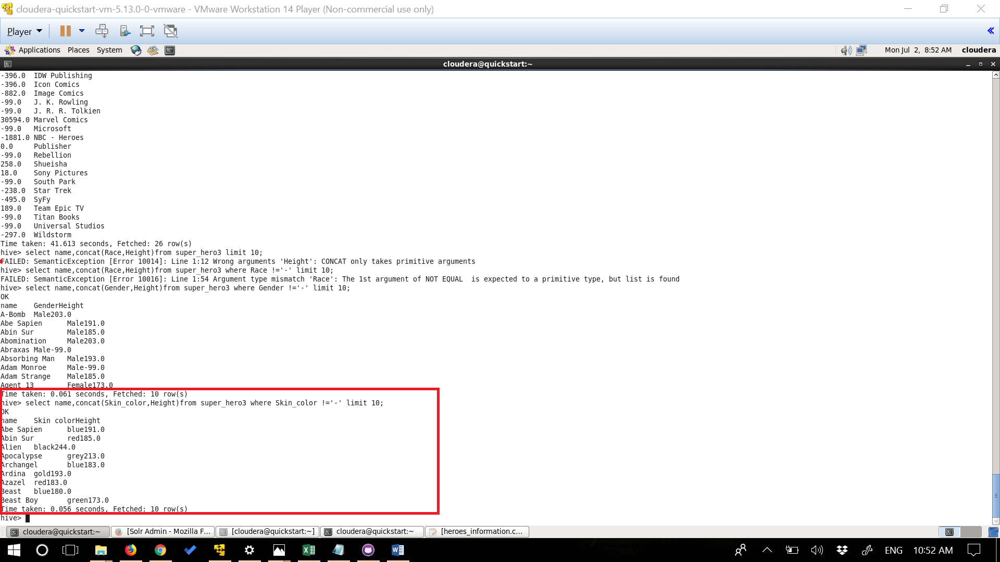 cloudera-quickstart-vm-5.13.0-0-vmware - VMware Workstation 14 Player (Non-commercial use only)
Player
Applications Places System
Mon Jul 2, 8:52 AM cloudera
cloudera@quickstart:~
-396.0 IDW Publishing
-396.0 Icon Comics
-882.0 Image Comics
-99.0 J. K. Rowling
-99.0 J. R. R. Tolkien
30594.0 Marvel Comics
-99.0 Microsoft
-1881.0 NBC - Heroes
0.0 Publisher
-99.0 Rebellion
258.0 Shueisha
18.0 Sony Pictures
-99.0 South Park
-238.0 Star Trek
-495.0 SyFy
189.0 Team Epic TV
-99.0 Titan Books
-99.0 Universal Studios
-297.0 Wildstorm
Time taken: 41.613 seconds, Fetched: 26 row(s)
hive> select name,concat(Race,Height)from super_hero3 limit 10;
FAILED: SemanticException [Error 10014]: Line 1:12 Wrong arguments 'Height': CONCAT only takes primitive arguments
hive> select name,concat(Race,Height)from super_hero3 where Race !='-' limit 10;
FAILED: SemanticException [Error 10016]: Line 1:54 Argument type mismatch 'Race': The 1st argument of NOT EQUAL  is expected to a primitive type, but list is found
hive> select name,concat(Gender,Height)from super_hero3 where Gender !='-' limit 10;
OK
name GenderHeight
A-Bomb Male203.0
Abe Sapien Male191.0
Abin Sur Male185.0
Abomination Male203.0
Abraxas Male-99.0
Absorbing Man Male193.0
Adam Monroe Male-99.0
Adam Strange Male185.0
Agent 13 Female173.0
Time taken: 0.061 seconds, Fetched: 10 row(s)
hive> select name,concat(Skin_color,Height)from super_hero3 where Skin_color !='-' limit 10;
OK
name Skin colorHeight
Abe Sapien blue191.0
Abin Sur red185.0
Alien black244.0
Apocalypse grey213.0
Archangel blue183.0
Ardina gold193.0
Azazel red183.0
Beast blue180.0
Beast Boy green173.0
Time taken: 0.056 seconds, Fetched: 10 row(s)
hive>
cloudera@quickstart:~ [Solr Admin - Mozilla F... [cloudera@quickstart:~] cloudera@quickstart:~ [heroes_information.c...
ENG 10:52 AM